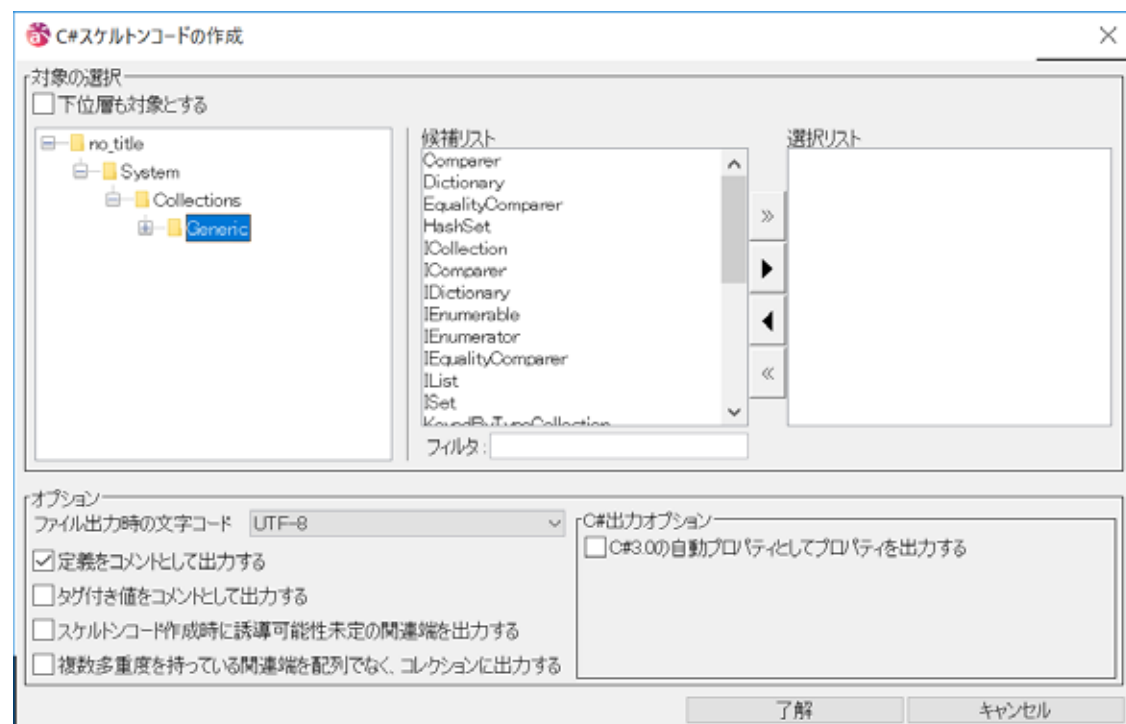 C#スケルトンコードの作成
対象の選択
下位層も対象とする
no_title
System
Collections
Generic
候補リスト
Comparer
Dictionary
EqualityComparer
HashSet
ICollection
IComparer
IDictionary
IEnumerable
IEnumerator
IEqualityComparer
IList
ISet
KeyedByTypeCollection
フィルタ:
選択リスト
オプション
ファイル出力時の文字コード UTF-8
定義をコメントとして出力する
タグ付き値をコメントとして出力する
スケルトンコード作成時に誘導可能性未定の関連端を出力する
複数多重度を持っている関連端を配列でなく、コレクションに出力する
C#出力オプション
C#3.0の自動プロパティとしてプロパティを出力する
了解
キャンセル